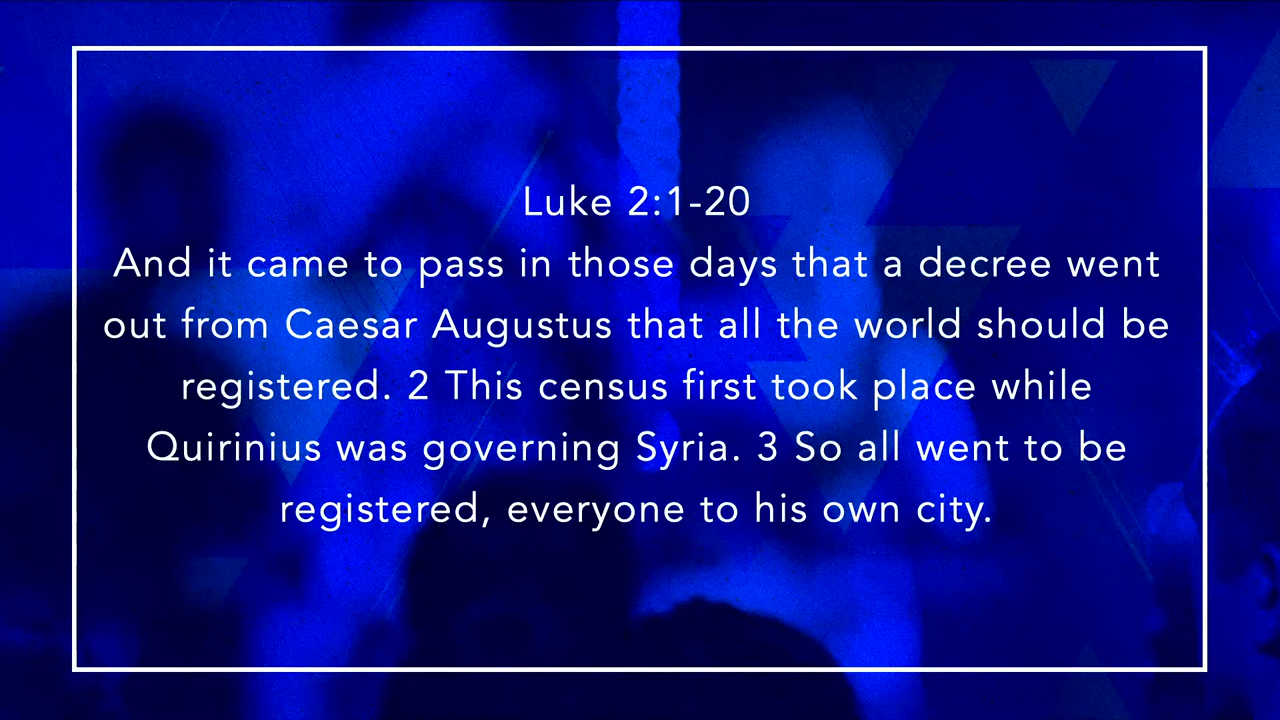 Luke 2:1-20
And it came to pass in those days that a decree went
out from Caesar Augustus that all the world should be
registered. 2 This census first took place while
Quirinius was governing Syria. 3 So all went to be
registered, everyone to his own city.